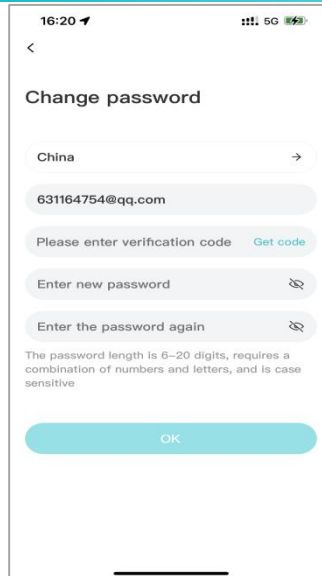 16:20 5G
Change password
China
631164754@qq.com
Please enter verification code Get code
Enter new password
Enter the password again
The password length is 6–20 digits, requires a
combination of numbers and letters, and is case
sensitive
OK